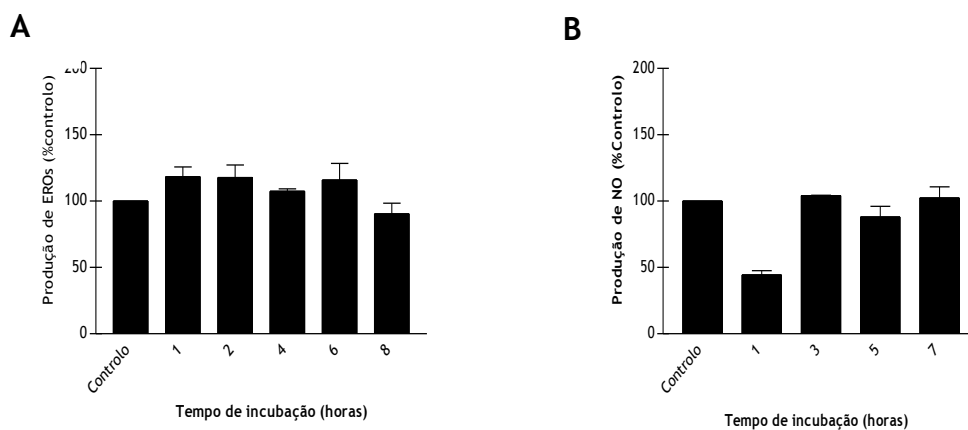 A
B
200
150
100
50
0
Produção de EROs (%controlo)
Controlo
1
2
4
6
8
Tempo de incubação (horas)
200
150
100
50
0
Produção de NO (%Controlo)
Controlo
1
3
5
7
Tempo de incubação (horas)